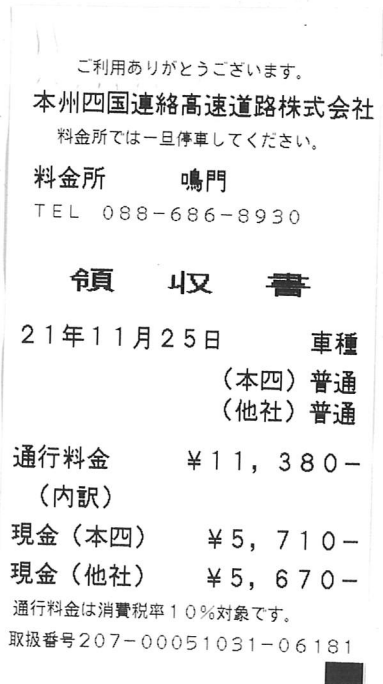 ご利用ありがとうございます。
本州四国連絡高速道路株式会社
料金所では一旦停車してください。
料金所 鳴門
TEL 088-686-8930
領収書
21年11月25日 車種
(本四)普通
(他社)普通
通行料金 ¥11,380-
(内訳)
現金(本四) ¥5,710-
現金(他社) ¥5,670-
通行料金は消費税率10%対象です。
取扱番号207-00051031-06181